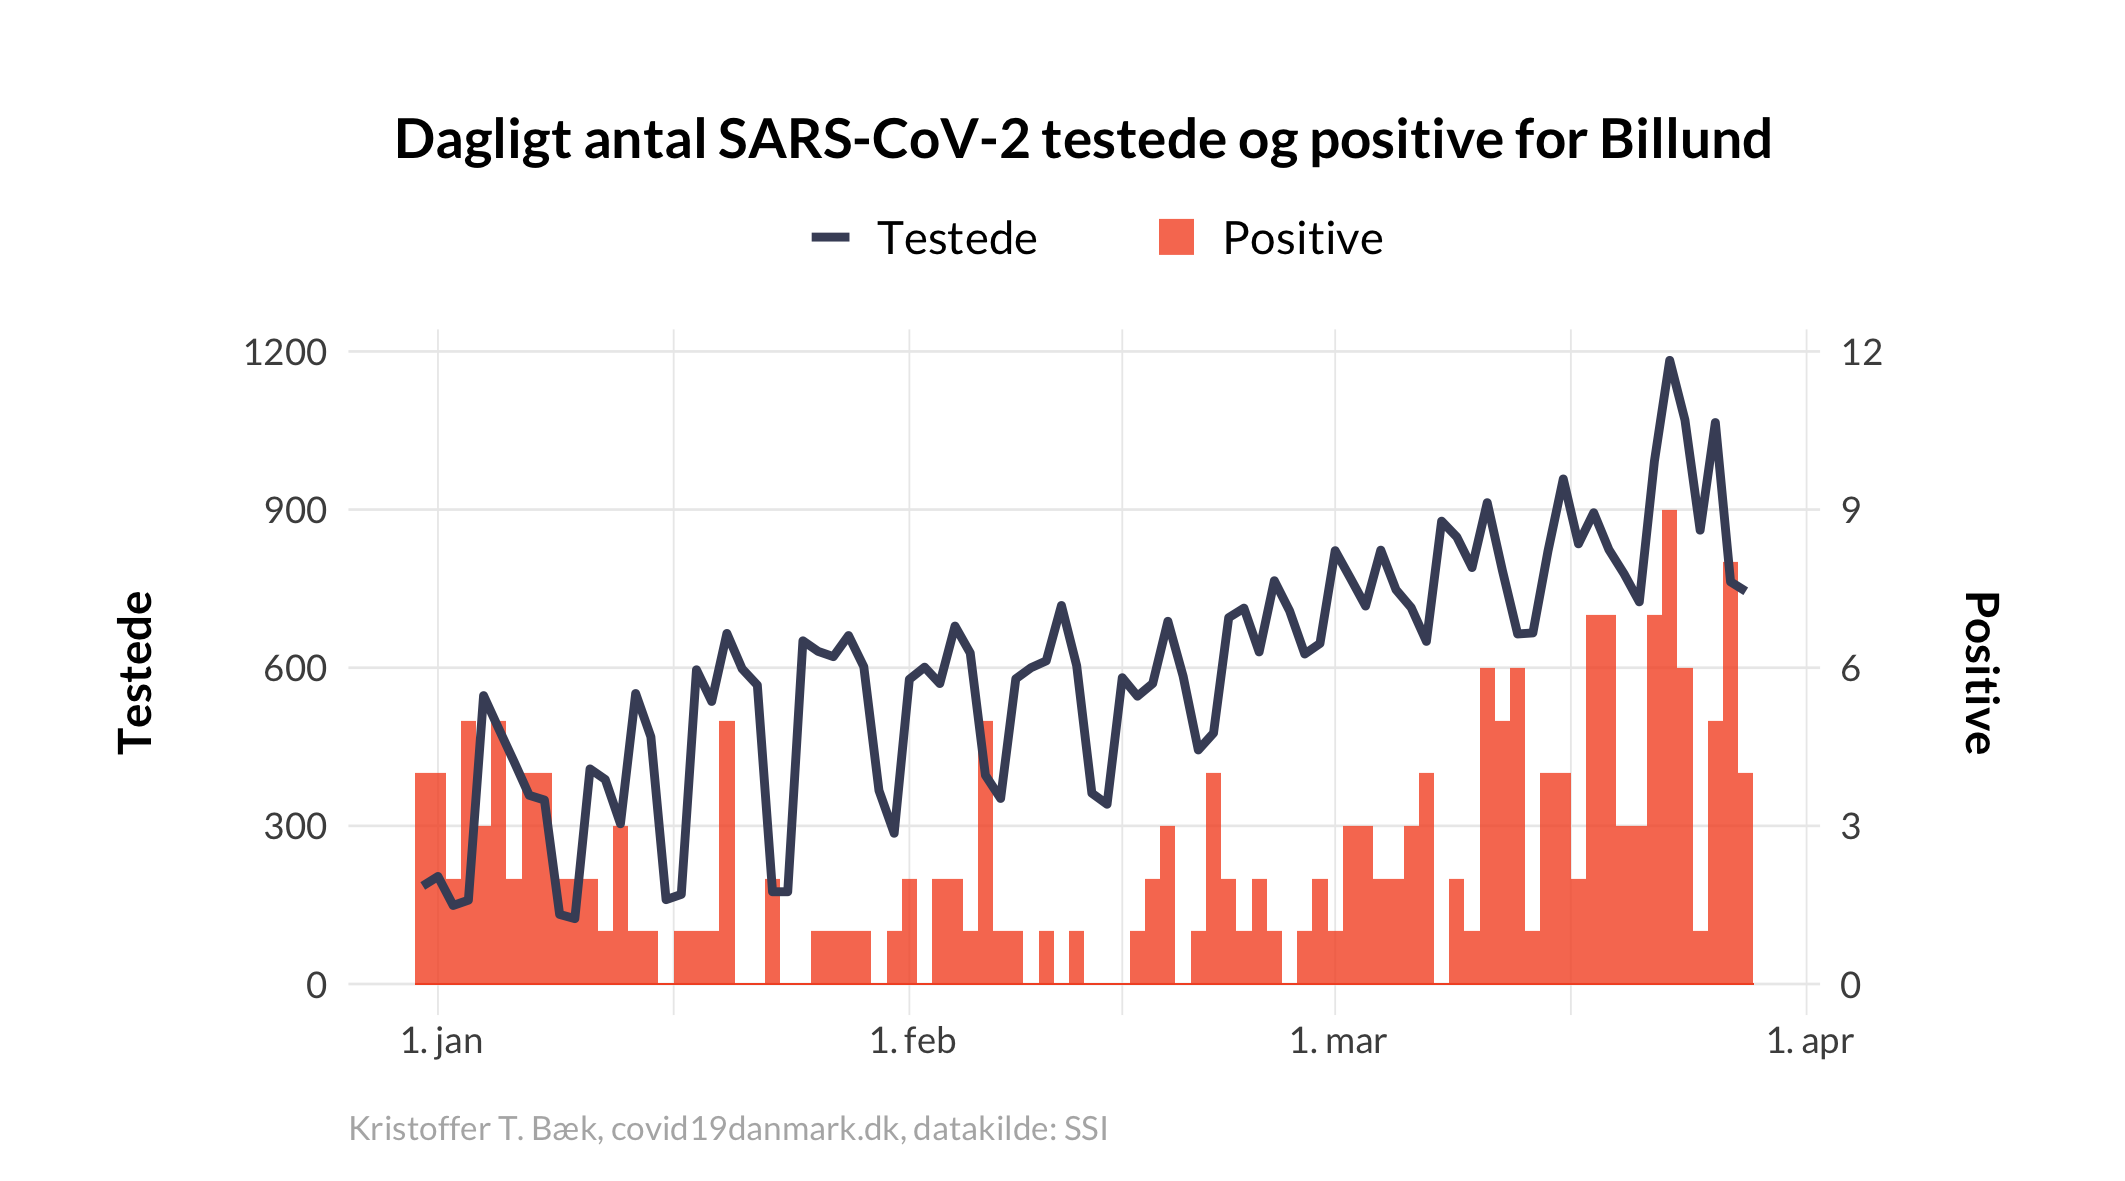 Dagligt antal SARS-CoV-2 testede og positive for Billund
Testede
Positive
1200
900
600
300
0
12
9
6
3
0
Testede
Positive
1. jan
1. feb
1. mar
1. apr
Kristoffer T. Bæk, covid19danmark.dk, datakilde: SSI